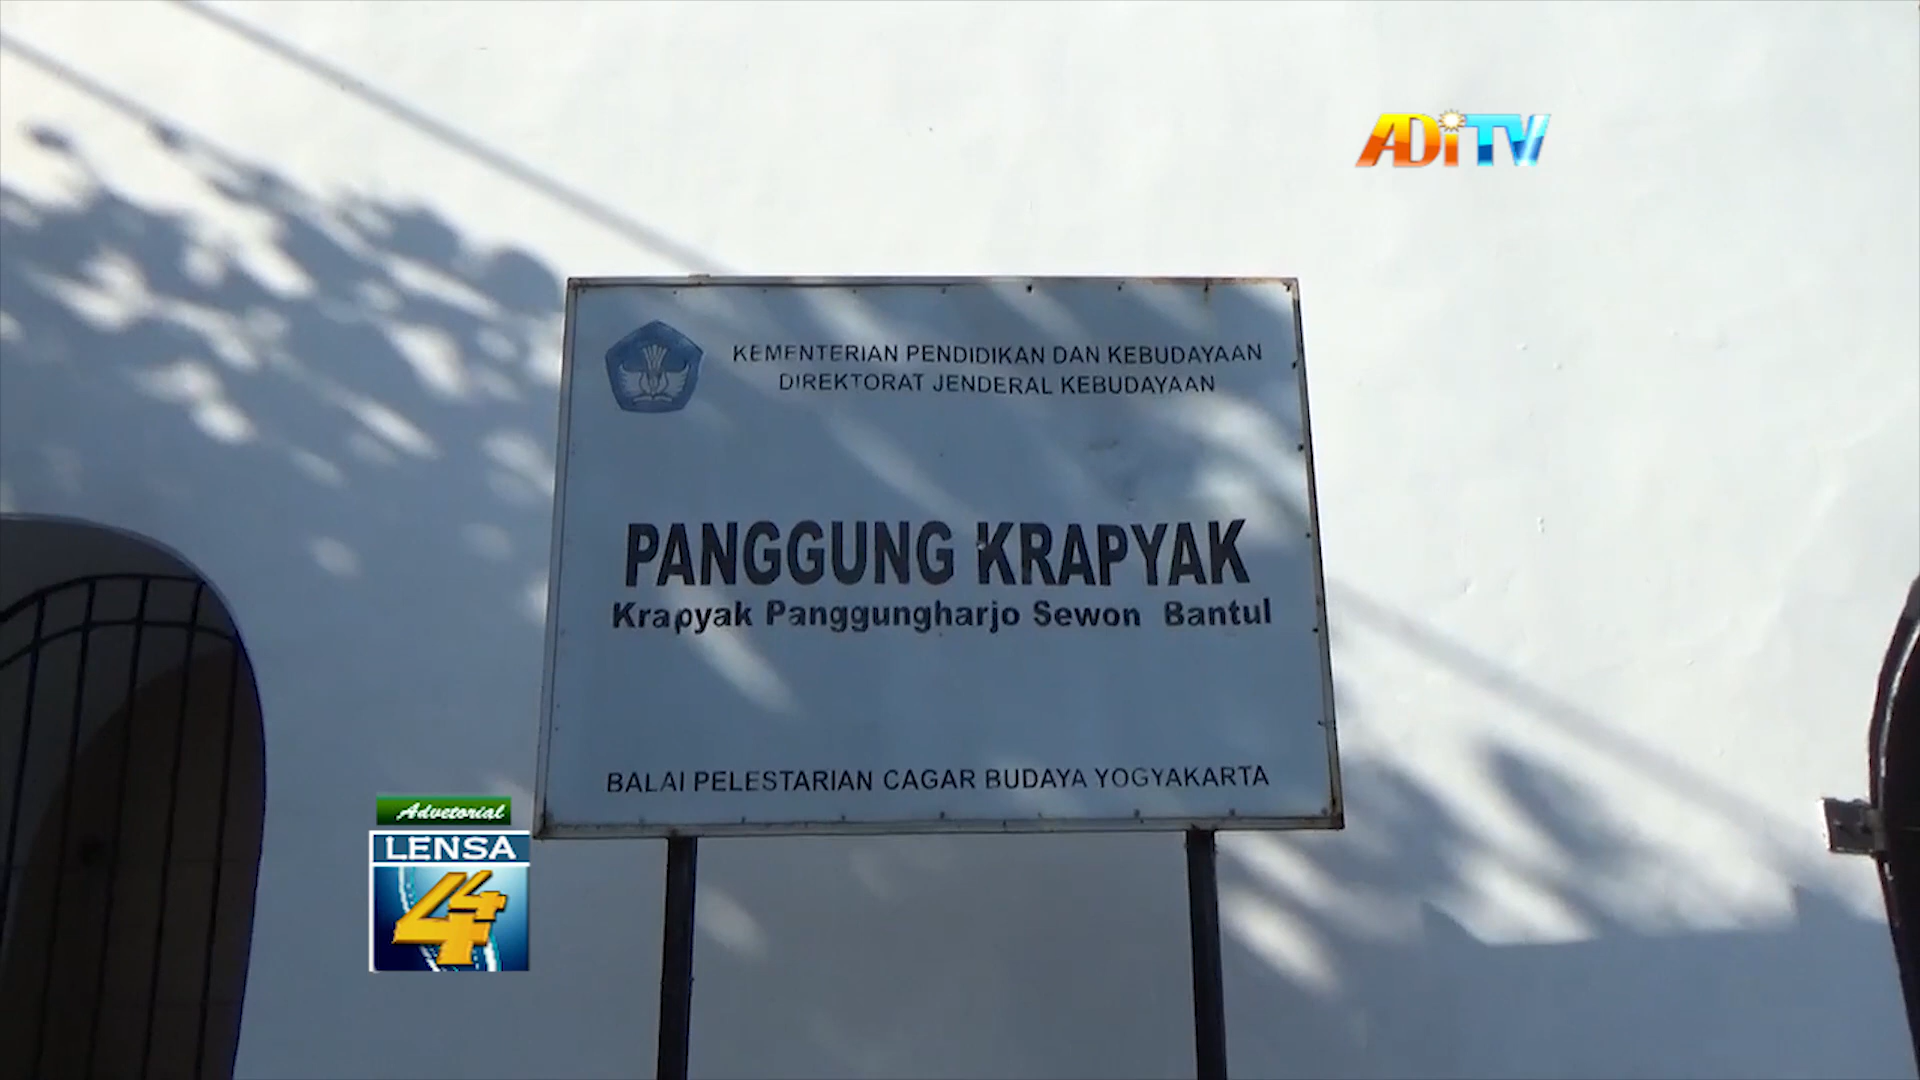 ADiTV
KEMENTERIAN PENDIDIKAN DAN KEBUDAYAAN
DIREKTORAT JENDERAL KEBUDAYAAN
PANGGUNG KRAPYAK
Krapyak Panggungharjo Sewon Bantul
BALAI PELESTARIAN CAGAR BUDAYA YOGYAKARTA
Advetorial
LENSA
44